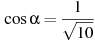 cos α = 1/√10